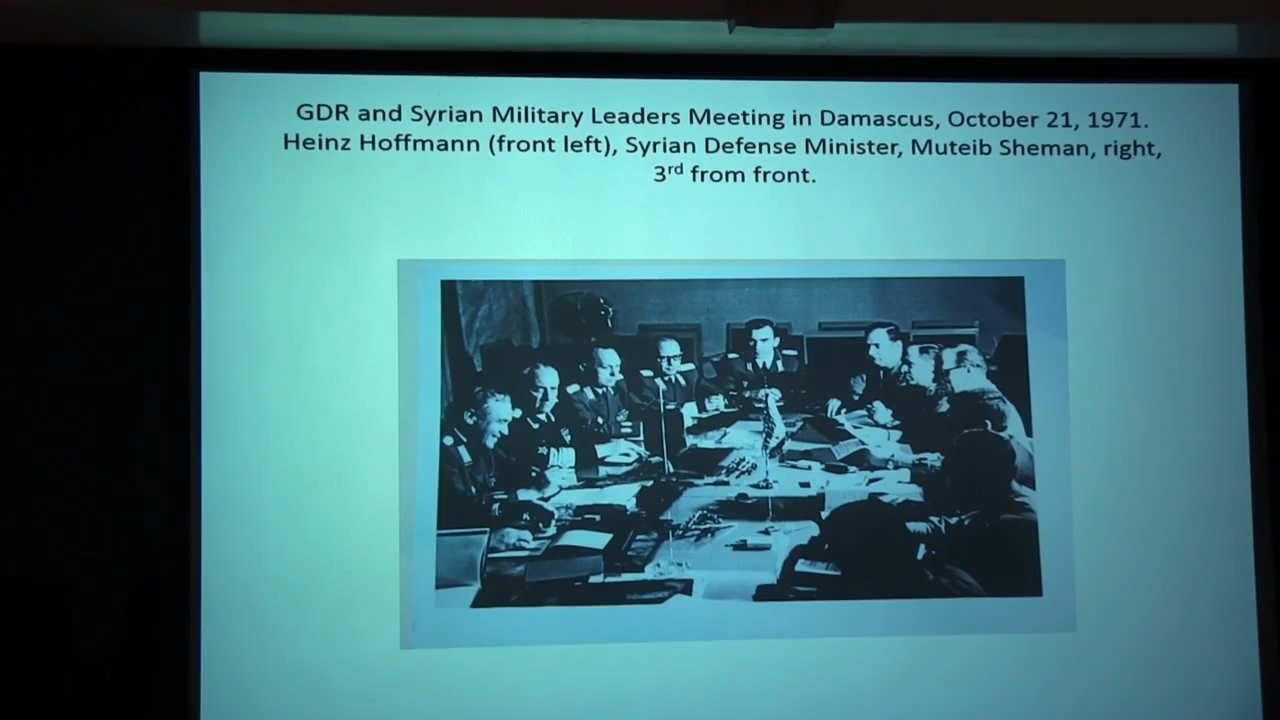 GDR and Syrian Military Leaders Meeting in Damascus, October 21, 1971.
Heinz Hoffmann (front left), Syrian Defense Minister, Muteib Sheman, right,
3rd from front.